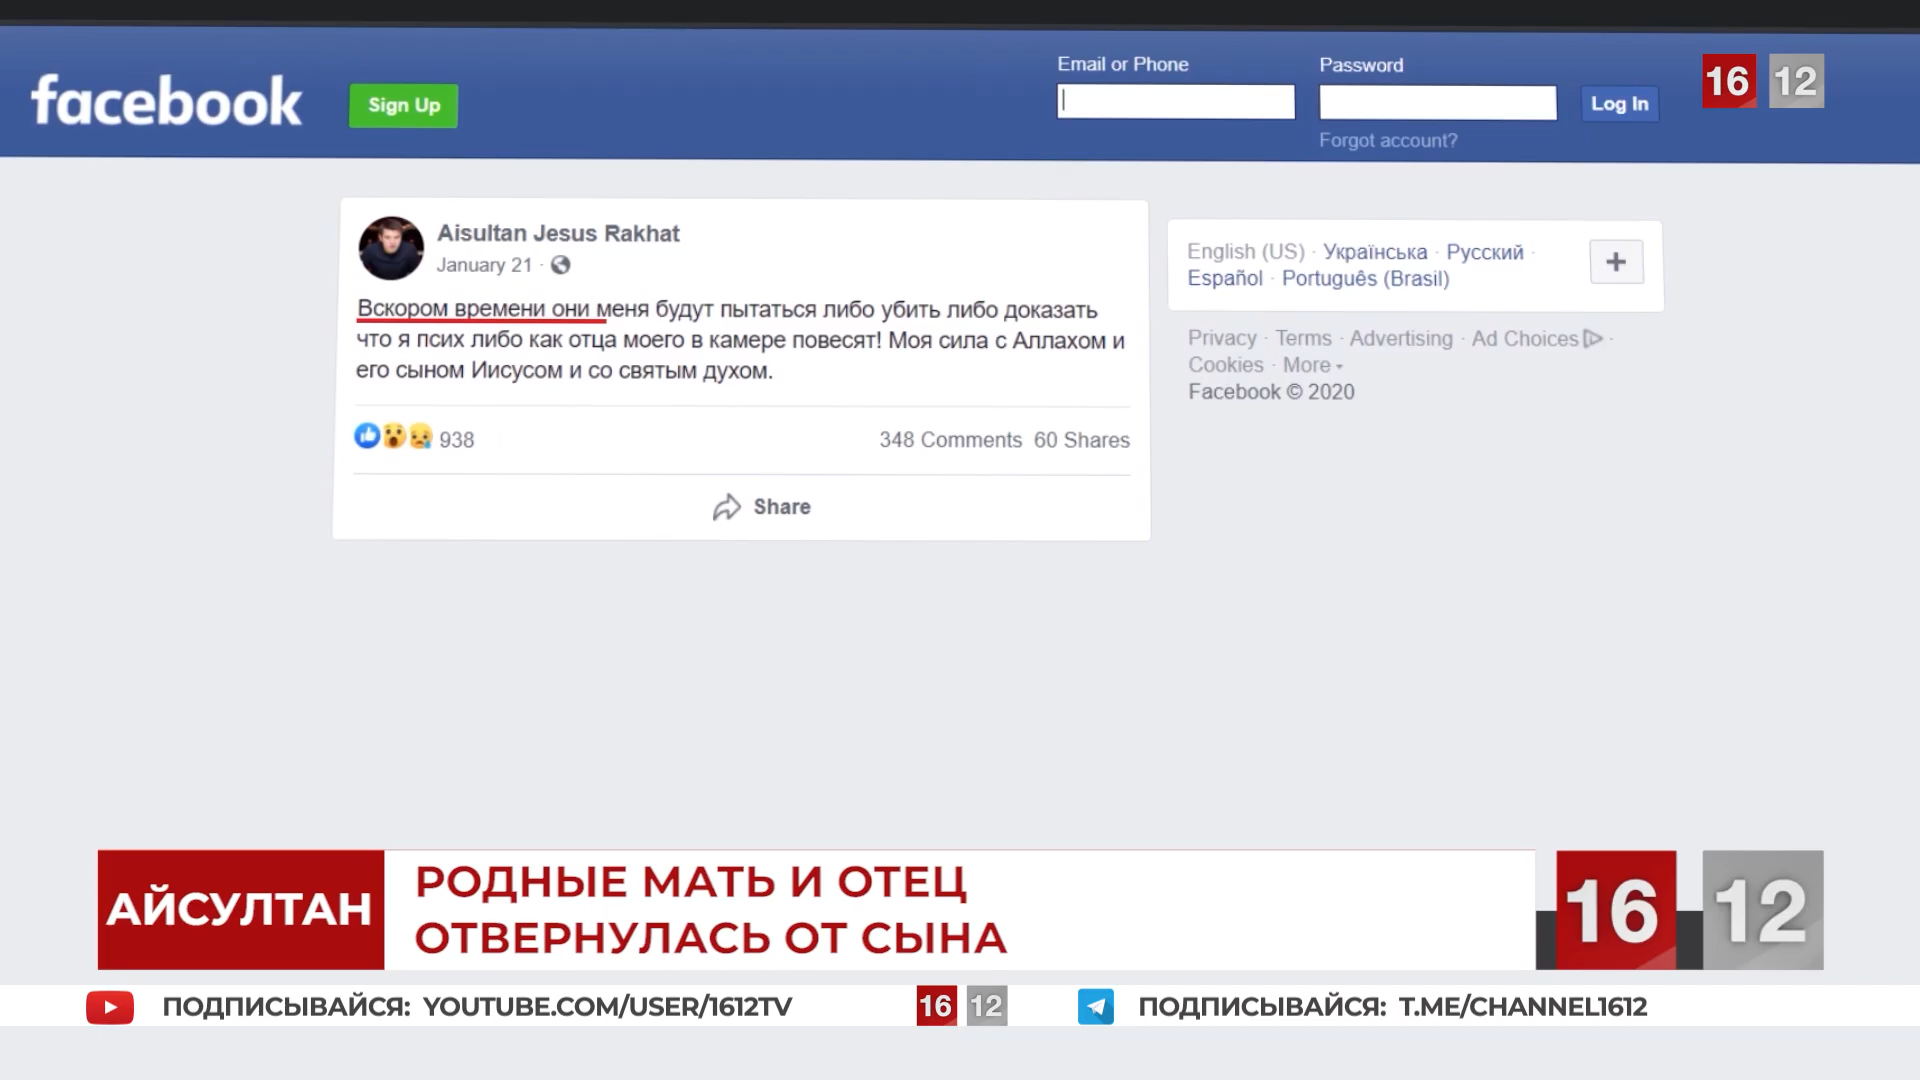 facebook
Sign Up
Email or Phone
Password
Log In
Forgot account?
16 12
Aisultan Jesus Rakhat
January 21 ·
Вскором времени они меня будут пытаться либо убить либо доказать
что я псих либо как отца моего в камере повесят! Моя сила с Аллахом и
его сыном Иисусом и со святым духом.
938
348 Comments 60 Shares
Share
English (US) · Українська · Русский ·
Español · Português (Brasil)
+
Privacy · Terms · Advertising · Ad Choices ·
Cookies · More
Facebook © 2020
АЙСУЛТАН
РОДНЫЕ МАТЬ И ОТЕЦ
ОТВЕРНУЛАСЬ ОТ СЫНА
16 12
ПОДПИСЫВАЙСЯ: YOUTUBE.COM/USER/1612TV
16 12
ПОДПИСЫВАЙСЯ: T.ME/CHANNEL1612